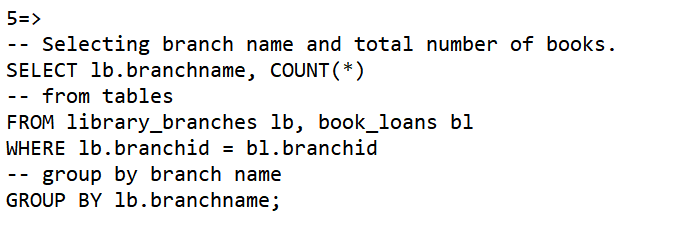 5=>
-- Selecting branch name and total number of books.
SELECT lb.branchname, COUNT(*)
-- from tables
FROM library_branches lb, book_loans bl
WHERE lb.branchid = bl.branchid
-- group by branch name
GROUP BY lb.branchname;